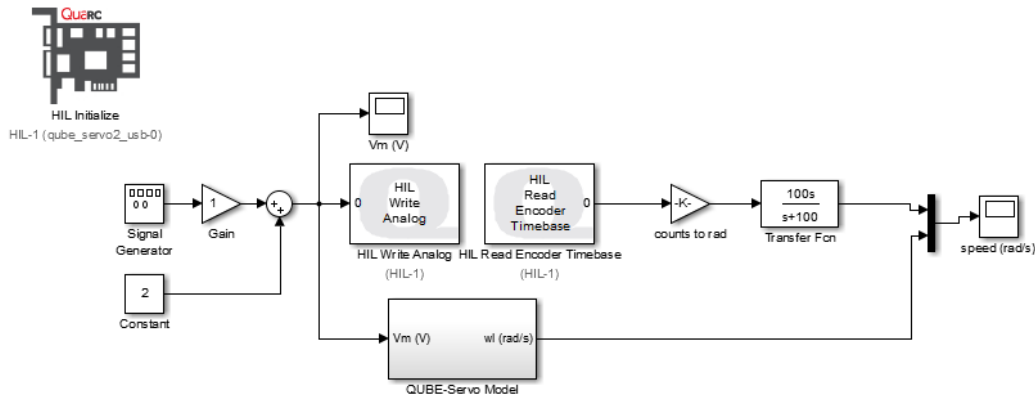 QUARC
HIL Initialize
HIL-1 (qube_servo2_usb-0)
Vm (V)
0
HIL
Write
Analog
HIL Write Analog
(HIL-1)
HIL
Read
Encoder
Timebase
0
HIL Read Encoder Timebase
(HIL-1)
-K-
counts to rad
100s
s+100
Transfer Fcn
speed (rad/s)
Signal
Generator
1
Gain
++
2
Constant
Vm (V)
wl (rad/s)
QUBE-Servo Model